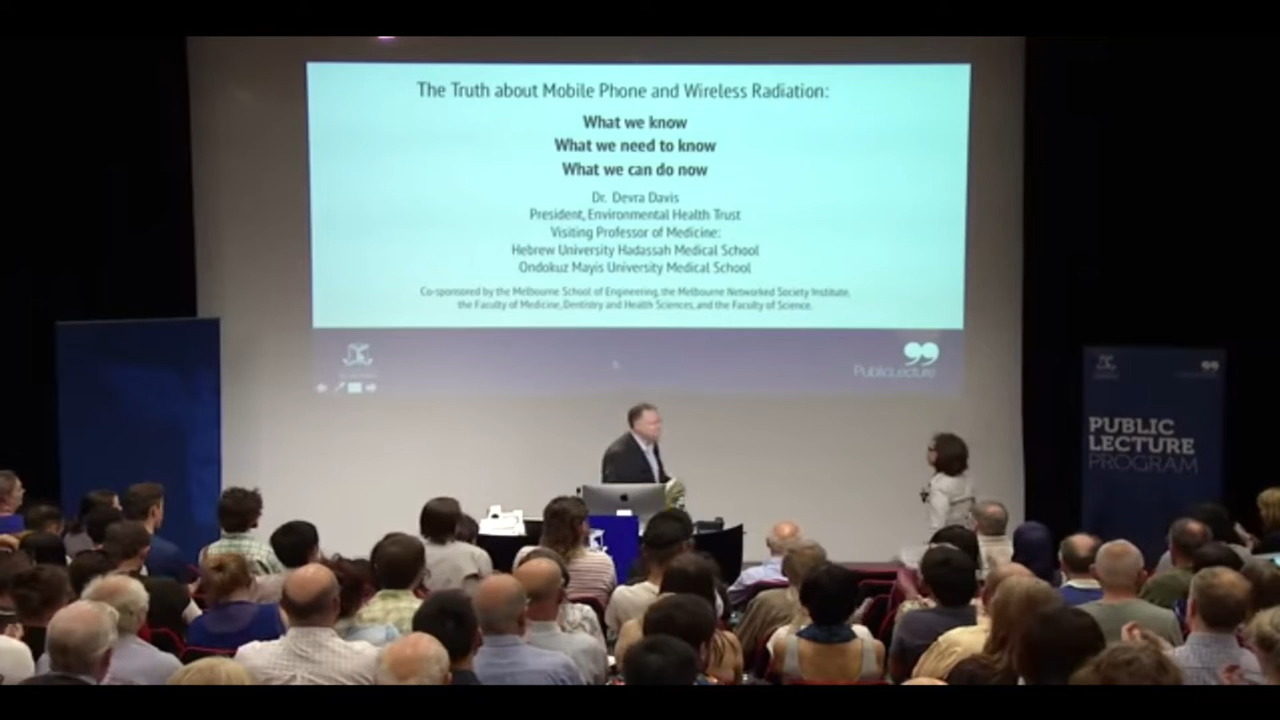 The Truth about Mobile Phone and Wireless Radiation:
What we know
What we need to know
What we can do now
Dr. Devra Davis
President, Environmental Health Trust
Visiting Professor of Medicine:
Hebrew University Hadassah Medical School
Ondokuz Mayis University Medical School
Co-sponsored by the Melbourne School of Engineering, the Melbourne Networked Society Institute,
the Faculty of Medicine, Dentistry and Health Sciences, and the Faculty of Science.
PublicLecture
PUBLIC
LECTURE
PROGRAM